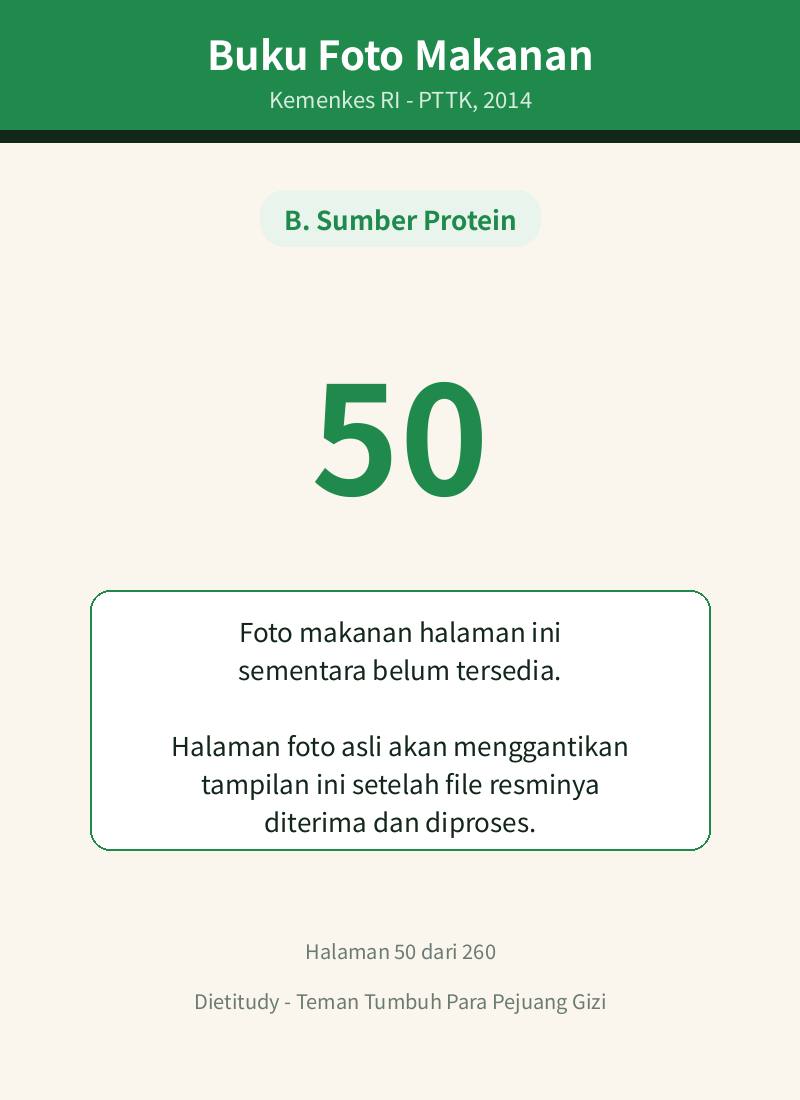 Buku Foto Makanan
Kemenkes RI - PTTK, 2014
B. Sumber Protein
50
Foto makanan halaman ini
sementara belum tersedia.
Halaman foto asli akan menggantikan
tampilan ini setelah file resminya
diterima dan diproses.
Halaman 50 dari 260
Dietitudy - Teman Tumbuh Para Pejuang Gizi